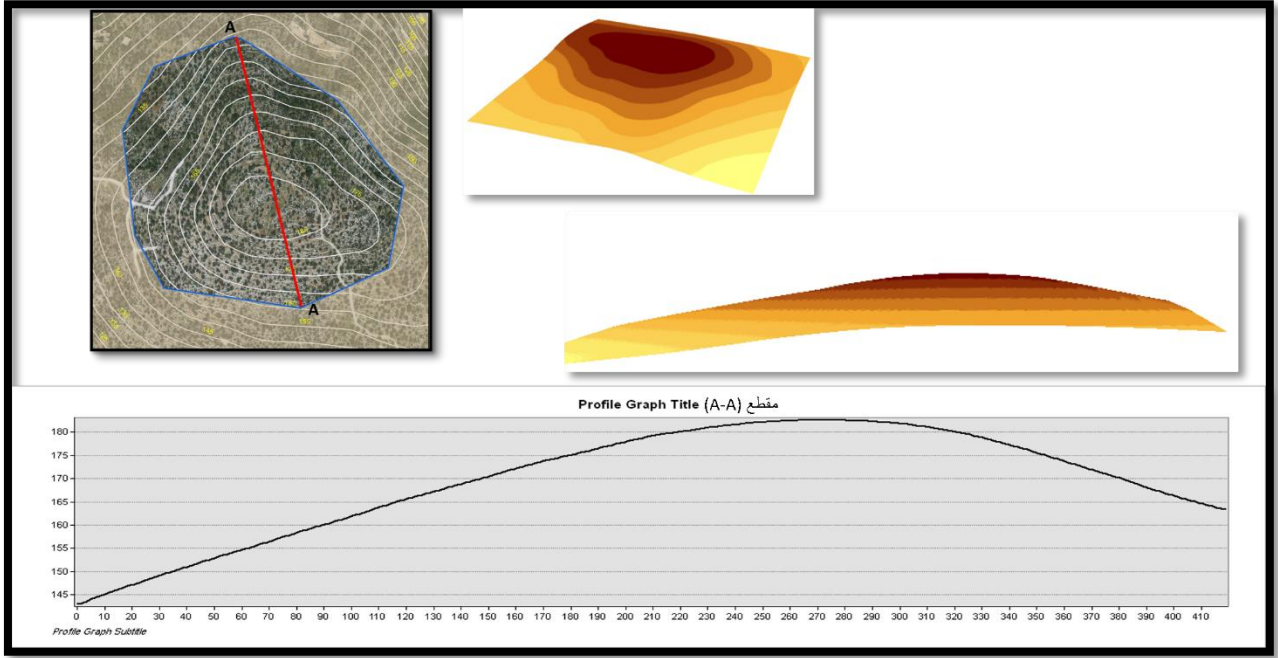 A
A
Profile Graph Title (A-A) مقطع
180
175
170
165
160
155
150
145
0 10 20 30 40 50 60 70 80 90 100 110 120 130 140 150 160 170 180 190 200 210 220 230 240 250 260 270 280 290 300 310 320 330 340 350 360 370 380 390 400 410
Profile Graph Subtitle